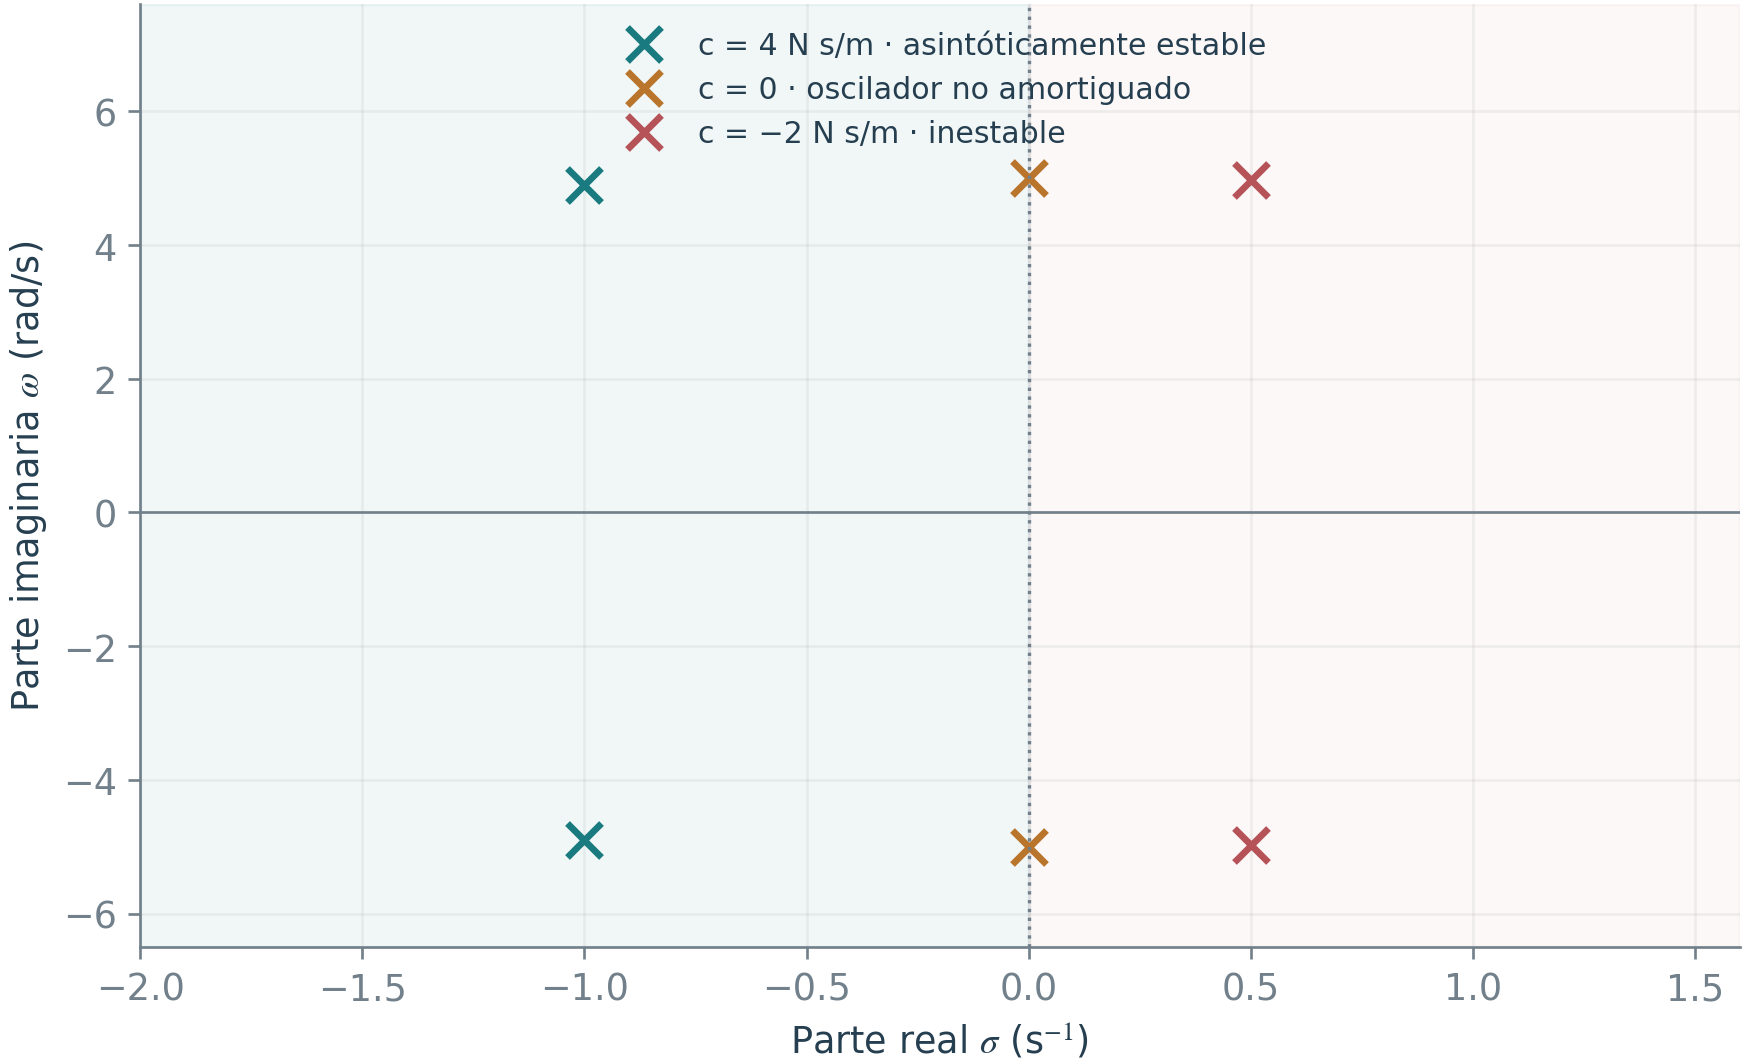 c = 4 N s/m · asintóticamente estable
c = 0 · oscilador no amortiguado
c = −2 N s/m · inestable
Parte imaginaria ω (rad/s)
6
4
2
0
−2
−4
−6
−2.0 −1.5 −1.0 −0.5 0.0 0.5 1.0 1.5
Parte real σ (s⁻¹)